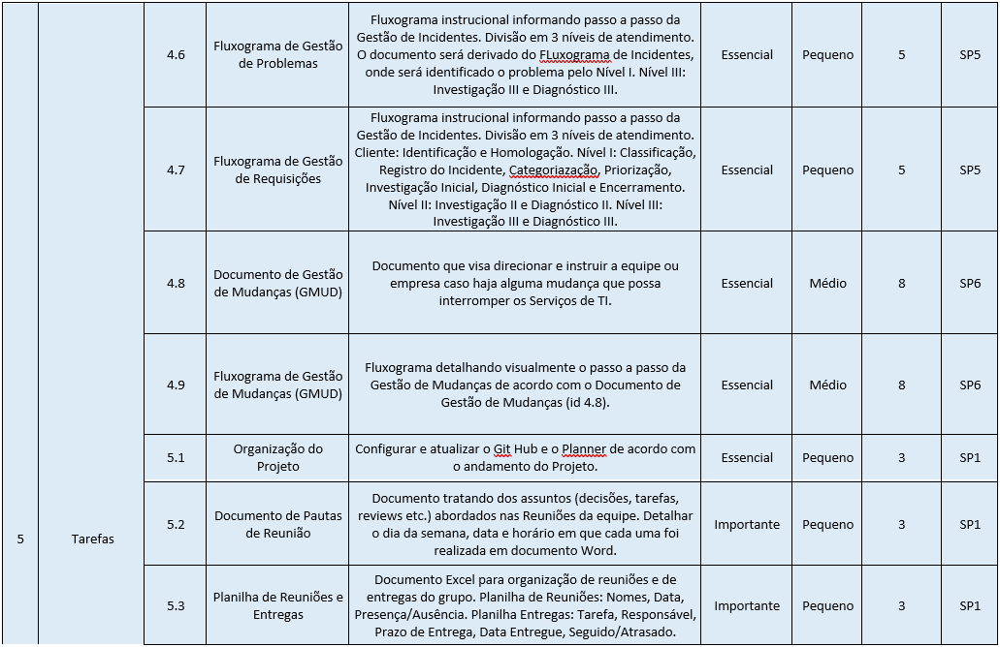 4.6
Fluxograma de Gestão
de Problemas
Fluxograma instrucional informando passo a passo da
Gestão de Incidentes. Divisão em 3 níveis de atendimento.
O documento será derivado do FLuxograma de Incidentes,
onde será identificado o problema pelo Nível I. Nível III:
Investigação III e Diagnóstico III.
Essencial
Pequeno
5
SP5
4.7
Fluxograma de Gestão
de Requisições
Fluxograma instrucional informando passo a passo da
Gestão de Incidentes. Divisão em 3 níveis de atendimento.
Cliente: Identificação e Homologação. Nível I: Classificação,
Registro do Incidente, Categoriazação, Priorização,
Investigação Inicial, Diagnóstico Inicial e Encerramento.
Nível II: Investigação II e Diagnóstico II. Nível III:
Investigação III e Diagnóstico III.
Essencial
Pequeno
5
SP5
4.8
Documento de Gestão
de Mudanças (GMUD)
Documento que visa direcionar e instruir a equipe ou
empresa caso haja alguma mudança que possa
interromper os Serviços de TI.
Essencial
Médio
8
SP6
4.9
Fluxograma de Gestão
de Mudanças (GMUD)
Fluxograma detalhando visualmente o passo a passo da
Gestão de Mudanças de acordo com o Documento de
Gestão de Mudanças (id 4.8).
Essencial
Médio
8
SP6
5
Tarefas
5.1
Organização do
Projeto
Configurar e atualizar o Git Hub e o Planner de acordo com
o andamento do Projeto.
Essencial
Pequeno
3
SP1
5.2
Documento de Pautas
de Reunião
Documento tratando dos assuntos (decisões, tarefas,
reviews etc.) abordados nas Reuniões da equipe. Detalhar
o dia da semana, data e horário em que cada uma foi
realizada em documento Word.
Importante
Pequeno
3
SP1
5.3
Planilha de Reuniões e
Entregas
Documento Excel para organização de reuniões e de
entregas do grupo. Planilha de Reuniões: Nomes, Data,
Presença/Ausência. Planilha Entregas: Tarefa, Responsável,
Prazo de Entrega, Data Entregue, Seguido/Atrasado.
Importante
Pequeno
3
SP1